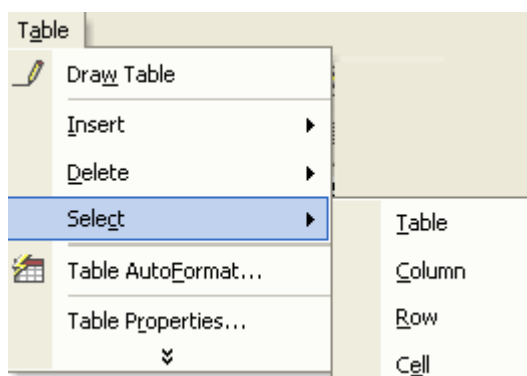 Table
Draw Table
Insert
Delete
Select
Table AutoFormat...
Table Properties...
Table
Column
Row
Cell